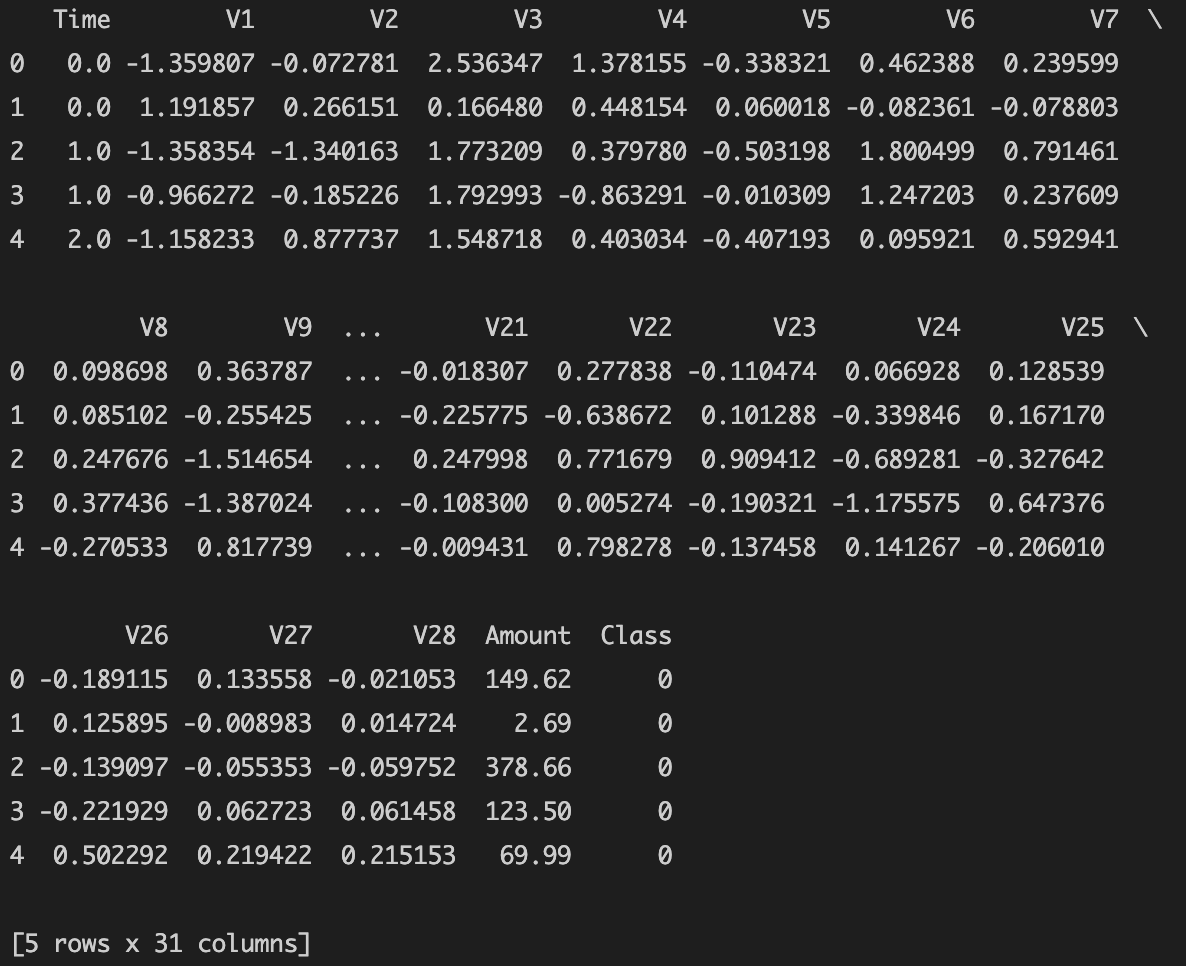 Time        V1        V2        V3        V4        V5        V6        V7  \
0   0.0 -1.359807 -0.072781  2.536347  1.378155 -0.338321  0.462388  0.239599
1   0.0  1.191857  0.266151  0.166480  0.448154  0.060018 -0.082361 -0.078803
2   1.0 -1.358354 -1.340163  1.773209  0.379780 -0.503198  1.800499  0.791461
3   1.0 -0.966272 -0.185226  1.792993 -0.863291 -0.010309  1.247203  0.237609
4   2.0 -1.158233  0.877737  1.548718  0.403034 -0.407193  0.095921  0.592941
         V8        V9  ...       V21       V22       V23       V24       V25  \
0  0.098698  0.363787  ... -0.018307  0.277838 -0.110474  0.066928  0.128539
1  0.085102 -0.255425  ... -0.225775 -0.638672  0.101288 -0.339846  0.167170
2  0.247676 -1.514654  ...  0.247998  0.771679  0.909412 -0.689281 -0.327642
3  0.377436 -1.387024  ... -0.108300  0.005274 -0.190321 -1.175575  0.647376
4 -0.270533  0.817739  ... -0.009431  0.798278 -0.137458  0.141267 -0.206010
        V26       V27       V28  Amount  Class
0 -0.189115  0.133558 -0.021053  149.62      0
1  0.125895 -0.008983  0.014724    2.69      0
2 -0.139097 -0.055353 -0.059752  378.66      0
3 -0.221929  0.062723  0.061458  123.50      0
4  0.502292  0.219422  0.215153   69.99      0
[5 rows x 31 columns]